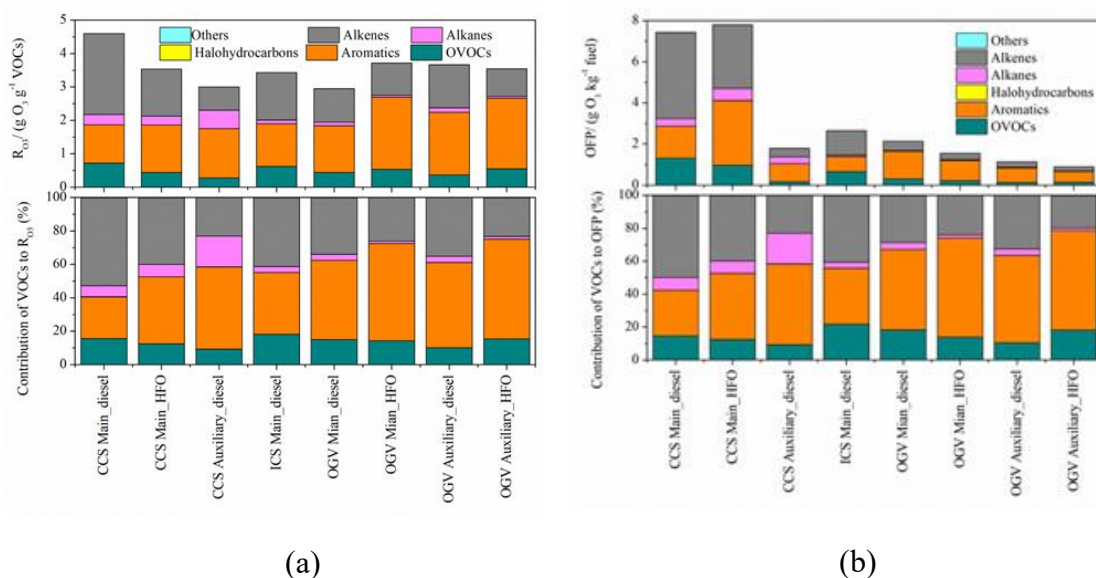 R_O3/ (g O3 g-1 VOCs)
5
4
3
2
1
0
Others
Alkenes
Alkanes
Halohydrocarbons
Aromatics
OVOCs
Contribution of VOCs to R_O3 (%)
100
80
60
40
20
0
CCS Main_diesel
CCS Main_HFO
CCS Auxiliary_diesel
ICS Main_diesel
OGV Mian_diesel
OGV Mian_HFO
OGV Auxiliary_diesel
OGV Auxiliary_HFO
(a)
OFP/ (g O3 kg-1 fuel)
8
6
4
2
0
Others
Alkenes
Alkanes
Halohydrocarbons
Aromatics
OVOCs
Contribution of VOCs to OFP (%)
100
80
60
40
20
0
CCS Main_diesel
CCS Main_HFO
CCS Auxiliary_diesel
ICS Main_diesel
OGV Mian_diesel
OGV Mian_HFO
OGV Auxiliary_diesel
OGV Auxiliary_HFO
(b)